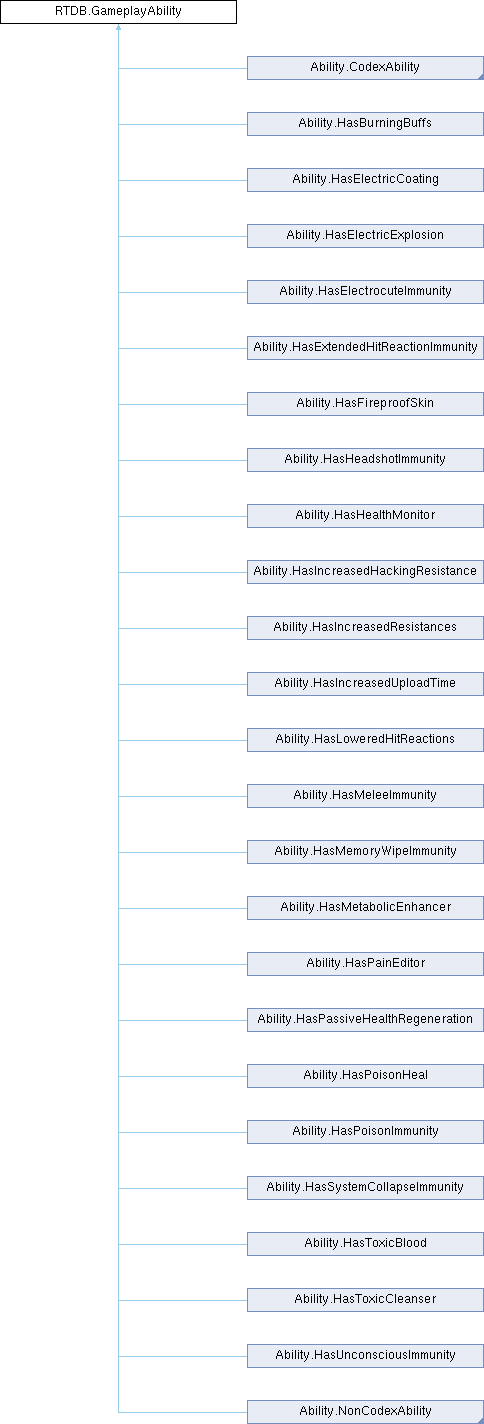 RTDB.GameplayAbility
Ability.CodexAbility
Ability.HasBurningBuffs
Ability.HasElectricCoating
Ability.HasElectricExplosion
Ability.HasElectrocuteImmunity
Ability.HasExtendedHitReactionImmunity
Ability.HasFireproofSkin
Ability.HasHeadshotImmunity
Ability.HasHealthMonitor
Ability.HasIncreasedHackingResistance
Ability.HasIncreasedResistances
Ability.HasIncreasedUploadTime
Ability.HasLoweredHitReactions
Ability.HasMeleeImmunity
Ability.HasMemoryWipeImmunity
Ability.HasMetabolicEnhancer
Ability.HasPainEditor
Ability.HasPassiveHealthRegeneration
Ability.HasPoisonHeal
Ability.HasPoisonImmunity
Ability.HasSystemCollapseImmunity
Ability.HasToxicBlood
Ability.HasToxicCleanser
Ability.HasUnconsciousImmunity
Ability.NonCodexAbility